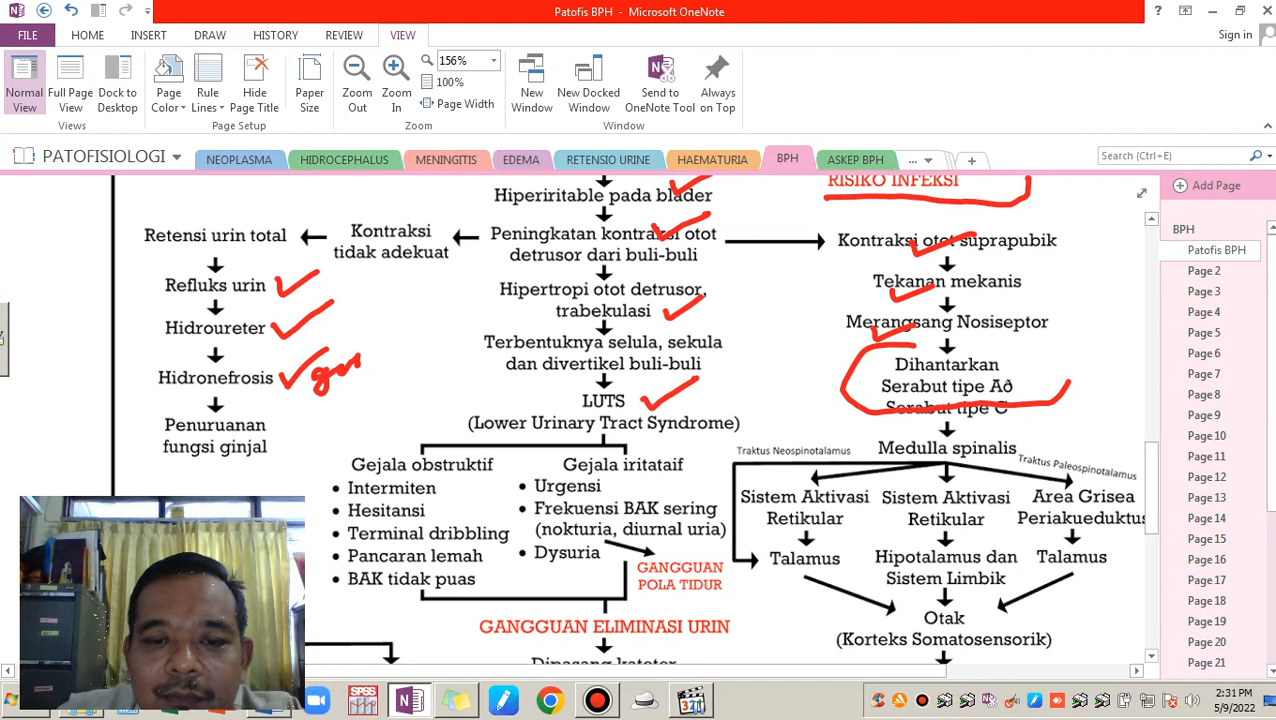 Patofis BPH - Microsoft OneNote
FILE HOME INSERT DRAW HISTORY REVIEW VIEW
Sign in
Normal View
Full Page View
Dock to Desktop
Page Color
Rule Lines
Hide Page Title
Paper Size
Zoom Out
Zoom In
156%
100%
Page Width
New Window
New Docked Window
Send to OneNote Tool
Always on Top
Views
Page Setup
Zoom
Window
PATOFISIOLOGI
NEOPLASMA
HIDROCEPHALUS
MENINGITIS
EDEMA
RETENSIO URINE
HAEMATURIA
BPH
ASKEP BPH
...
Search (Ctrl+E)
Add Page
BPH
Patofis BPH
Page 2
Page 3
Page 4
Page 5
Page 6
Page 7
Page 8
Page 9
Page 10
Page 11
Page 12
Page 13
Page 14
Page 15
Page 16
Page 17
Page 18
Page 19
Page 20
Page 21
Retensi urin total
Refluks urin
Hidroureter
Hidronefrosis
Penuruanan
fungsi ginjal
Kontraksi
tidak adekuat
Hiperiritable pada blader
Peningkatan kontraksi otot
detrusor dari buli-buli
Hipertropi otot detrusor,
trabekulasi
Terbentuknya selula, sekula
dan divertikel buli-buli
LUTS
(Lower Urinary Tract Syndrome)
Gejala obstruktif
• Intermiten
• Hesitansi
• Terminal dribbling
• Pancaran lemah
• BAK tidak puas
Gejala iritataif
• Urgensi
• Frekuensi BAK sering
(nokturia, diurnal uria)
• Dysuria
GANGGUAN
POLA TIDUR
GANGGUAN ELIMINASI URIN
Dipasang kateter
RISIKO INFEKSI
Kontraksi otot suprapubik
Tekanan mekanis
Merangsang Nosiseptor
Dihantarkan
Serabut tipe Að
Serabut tipe C
Medulla spinalis
Traktus Neospinotalamus
Traktus Paleospinotalamus
Sistem Aktivasi
Retikular
Talamus
Sistem Aktivasi
Retikular
Hipotalamus dan
Sistem Limbik
Area Grisea
Periakueduktus
Talamus
Otak
(Korteks Somatosensorik)
SPSS
2:31 PM
5/9/2022